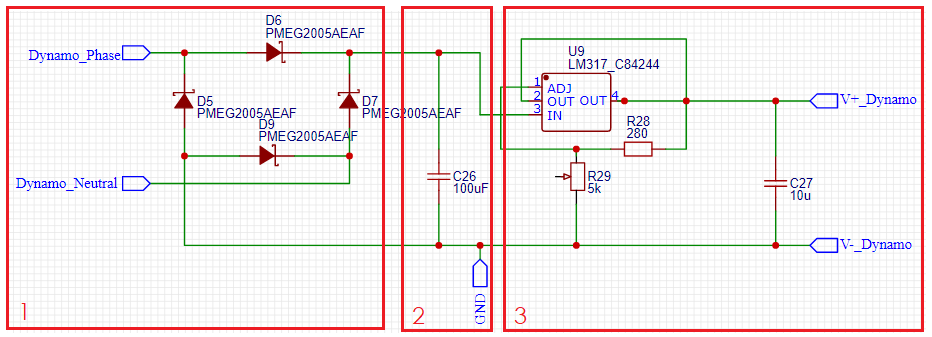 D6
PMEG2005AEAF
Dynamo_Phase
D5
PMEG2005AEAF
D7
PMEG2005AEAF
D9
PMEG2005AEAF
Dynamo_Neutral
1
C26
100uF
GND
2
U9
LM317_C84244
1
ADJ
2
OUT
OUT
4
3
IN
V+_Dynamo
R28
280
R29
5k
C27
10u
V-_Dynamo
3